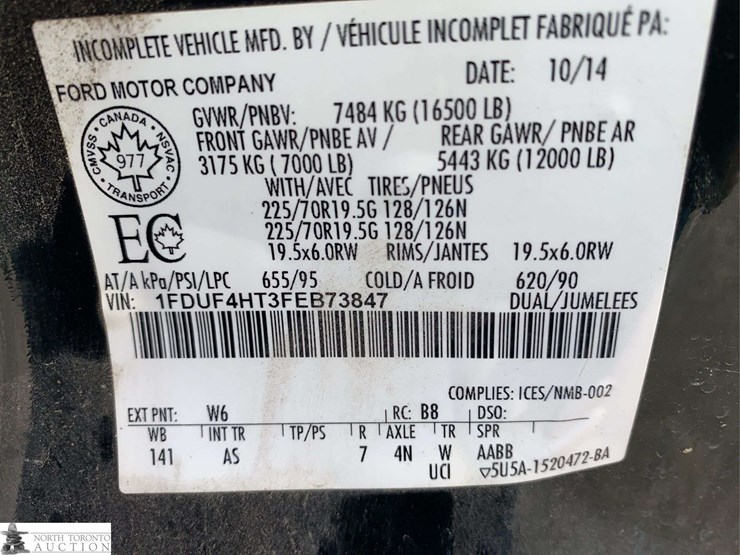 INCOMPLETE VEHICLE MFD. BY / VÉHICULE INCOMPLET FABRIQUÉ PA:
FORD MOTOR COMPANY
DATE: 10/14
GVWR/PNBV: 7484 KG (16500 LB)
FRONT GAWR/PNBE AV / REAR GAWR/ PNBE AR
3175 KG ( 7000 LB) 5443 KG (12000 LB)
CMVSS · CANADA · NSVAC
977
· TRANSPORT ·
WITH/AVEC TIRES/PNEUS
225/70R19.5G 128/126N
225/70R19.5G 128/126N
EC
19.5x6.0RW RIMS/JANTES 19.5x6.0RW
AT/A kPa/PSI/LPC 655/95 COLD/A FROID 620/90
VIN: 1FDUF4HT3FEB73847 DUAL/JUMELEES
COMPLIES: ICES/NMB-002
EXT PNT: W6 RC: B8 DSO:
WB INT TR TP/PS R AXLE TR SPR
141 AS 7 4N W AABB
UCI ▽5U5A-1520472-BA
NORTH TORONTO
AUCTION